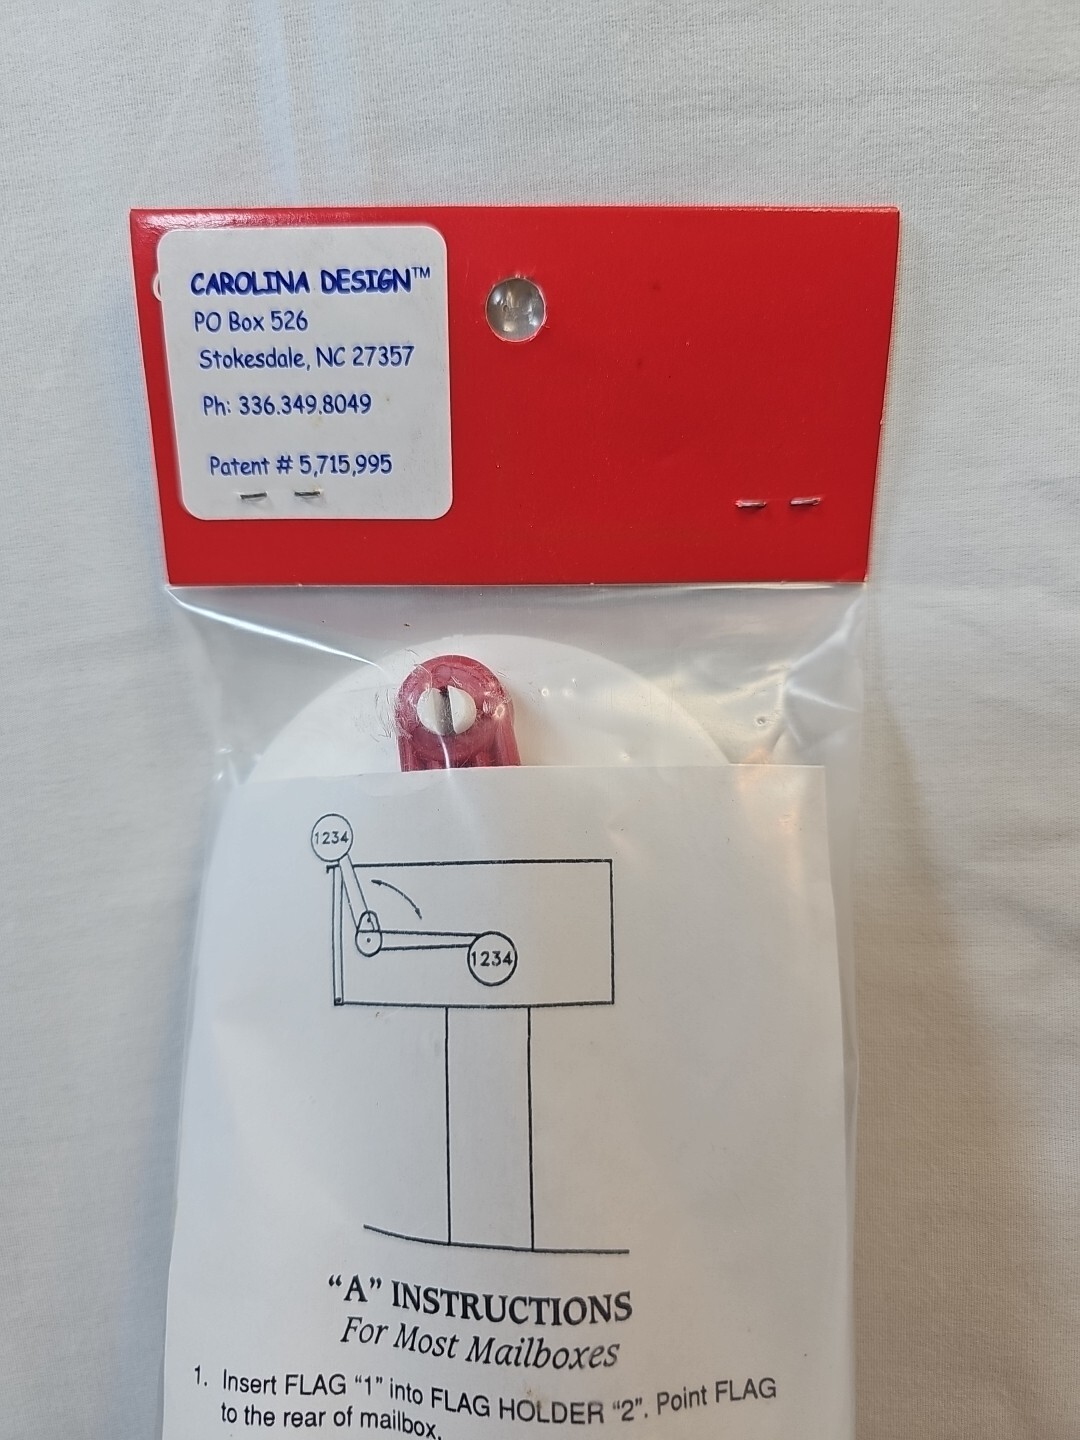 CAROLINA DESIGN™
PO Box 526
Stokesdale, NC 27357
Ph: 336.349.8049
Patent # 5,715,995
1234
1234
“A” INSTRUCTIONS
For Most Mailboxes
1. Insert FLAG “1” into FLAG HOLDER “2”. Point FLAG
to the rear of mailbox.